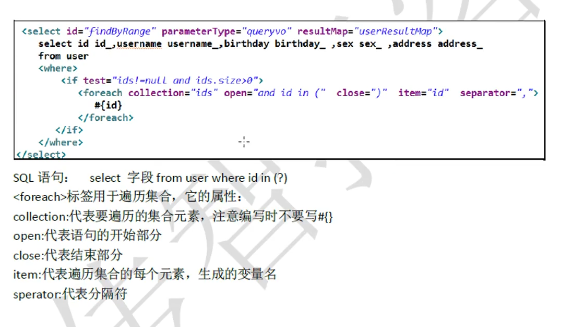 <select id="findByRange" parameterType="queryvo" resultMap="userResultMap">
select id id_,username username_,birthday birthday_ ,sex sex_ ,address address_
from user
<where>
<if test="ids!=null and ids.size>0">
<foreach collection="ids" open="and id in (" close=")" item="id" separator=",">
#{id}
</foreach>
</if>
</where>
</select>
SQL 语句： select 字段 from user where id in (?)
<foreach>标签用于遍历集合，它的属性：
collection:代表要遍历的集合元素，注意编写时不要写#{}
open:代表语句的开始部分
close:代表结束部分
item:代表遍历集合的每个元素，生成的变量名
sperator:代表分隔符